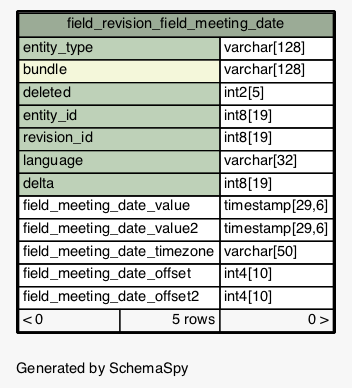 field_revision_field_meeting_date
entity_type varchar[128]
bundle varchar[128]
deleted int2[5]
entity_id int8[19]
revision_id int8[19]
language varchar[32]
delta int8[19]
field_meeting_date_value timestamp[29,6]
field_meeting_date_value2 timestamp[29,6]
field_meeting_date_timezone varchar[50]
field_meeting_date_offset int4[10]
field_meeting_date_offset2 int4[10]
< 0 5 rows 0 >
Generated by SchemaSpy